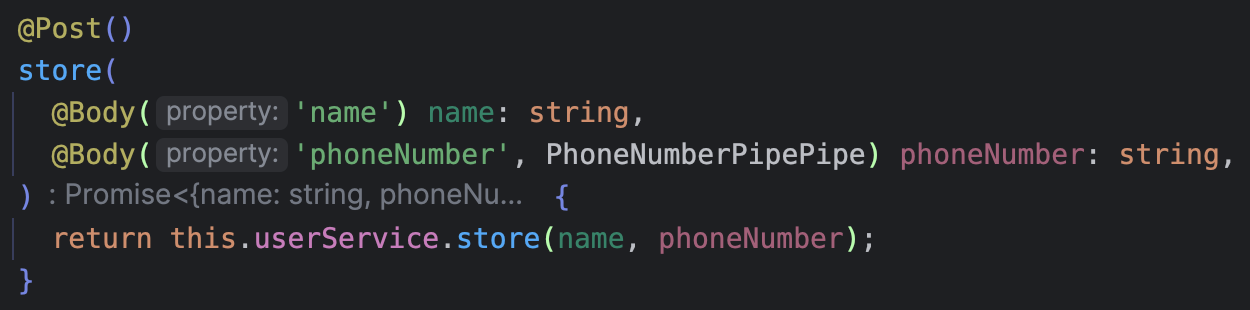 @Post()
store(
@Body( property: 'name') name: string,
@Body( property: 'phoneNumber', PhoneNumberPipePipe) phoneNumber: string,
) : Promise<{name: string, phoneNu... {
return this.userService.store(name, phoneNumber);
}